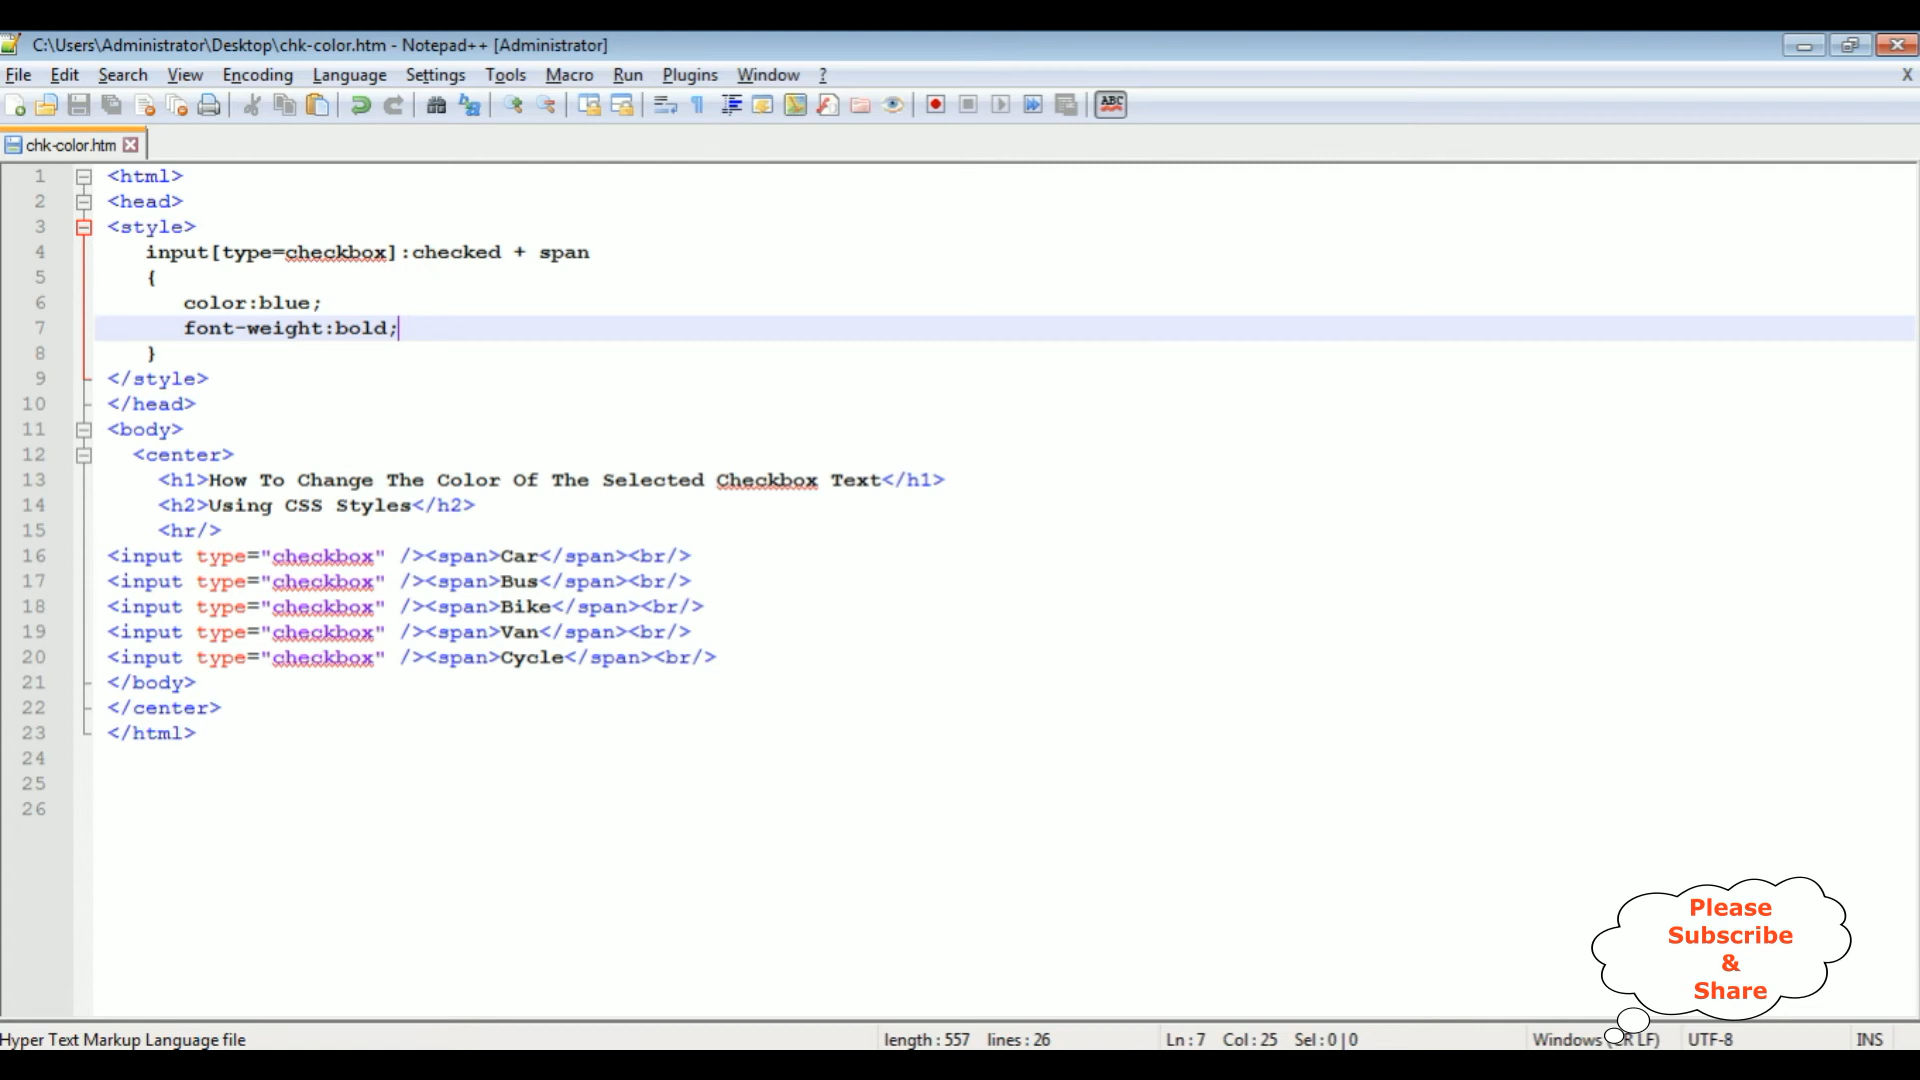 C:\Users\Administrator\Desktop\chk-color.htm - Notepad++ [Administrator]
File Edit Search View Encoding Language Settings Tools Macro Run Plugins Window ? X
ABC
chk-color.htm
1 <html>
2 <head>
3 <style>
4 input[type=checkbox]:checked + span
5 {
6 color:blue;
7 font-weight:bold;
8 }
9 </style>
10 </head>
11 <body>
12 <center>
13 <h1>How To Change The Color Of The Selected Checkbox Text</h1>
14 <h2>Using CSS Styles</h2>
15 <hr/>
16 <input type="checkbox" /><span>Car</span><br/>
17 <input type="checkbox" /><span>Bus</span><br/>
18 <input type="checkbox" /><span>Bike</span><br/>
19 <input type="checkbox" /><span>Van</span><br/>
20 <input type="checkbox" /><span>Cycle</span><br/>
21 </body>
22 </center>
23 </html>
24
25
26
Please
Subscribe
&
Share
Hyper Text Markup Language file length : 557 lines : 26 Ln : 7 Col : 25 Sel : 0 | 0 Windows (CR LF) UTF-8 INS